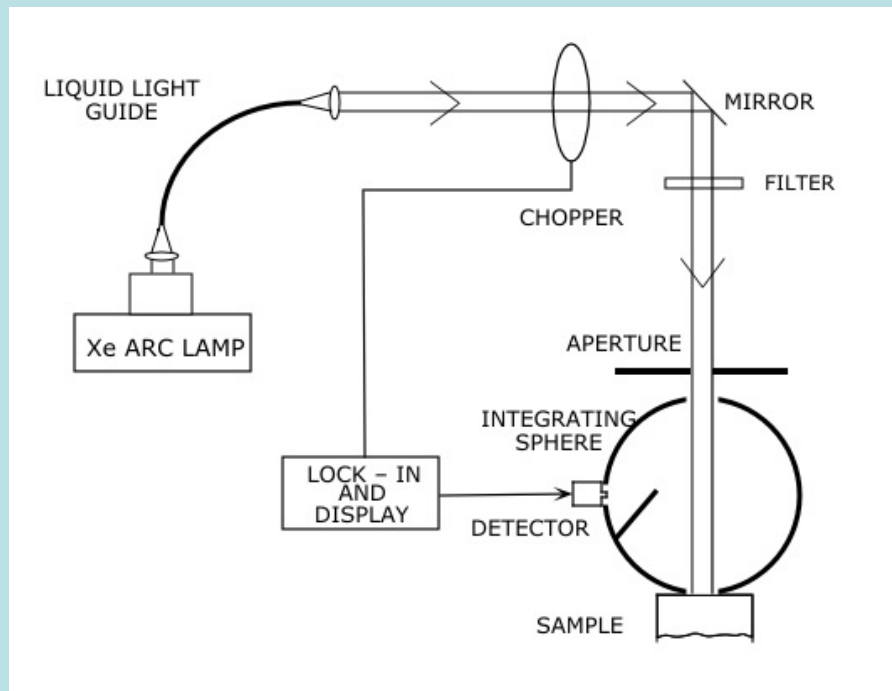 LIQUID LIGHT
GUIDE
MIRROR
FILTER
CHOPPER
Xe ARC LAMP
APERTURE
INTEGRATING
SPHERE
LOCK – IN
AND
DISPLAY
DETECTOR
SAMPLE